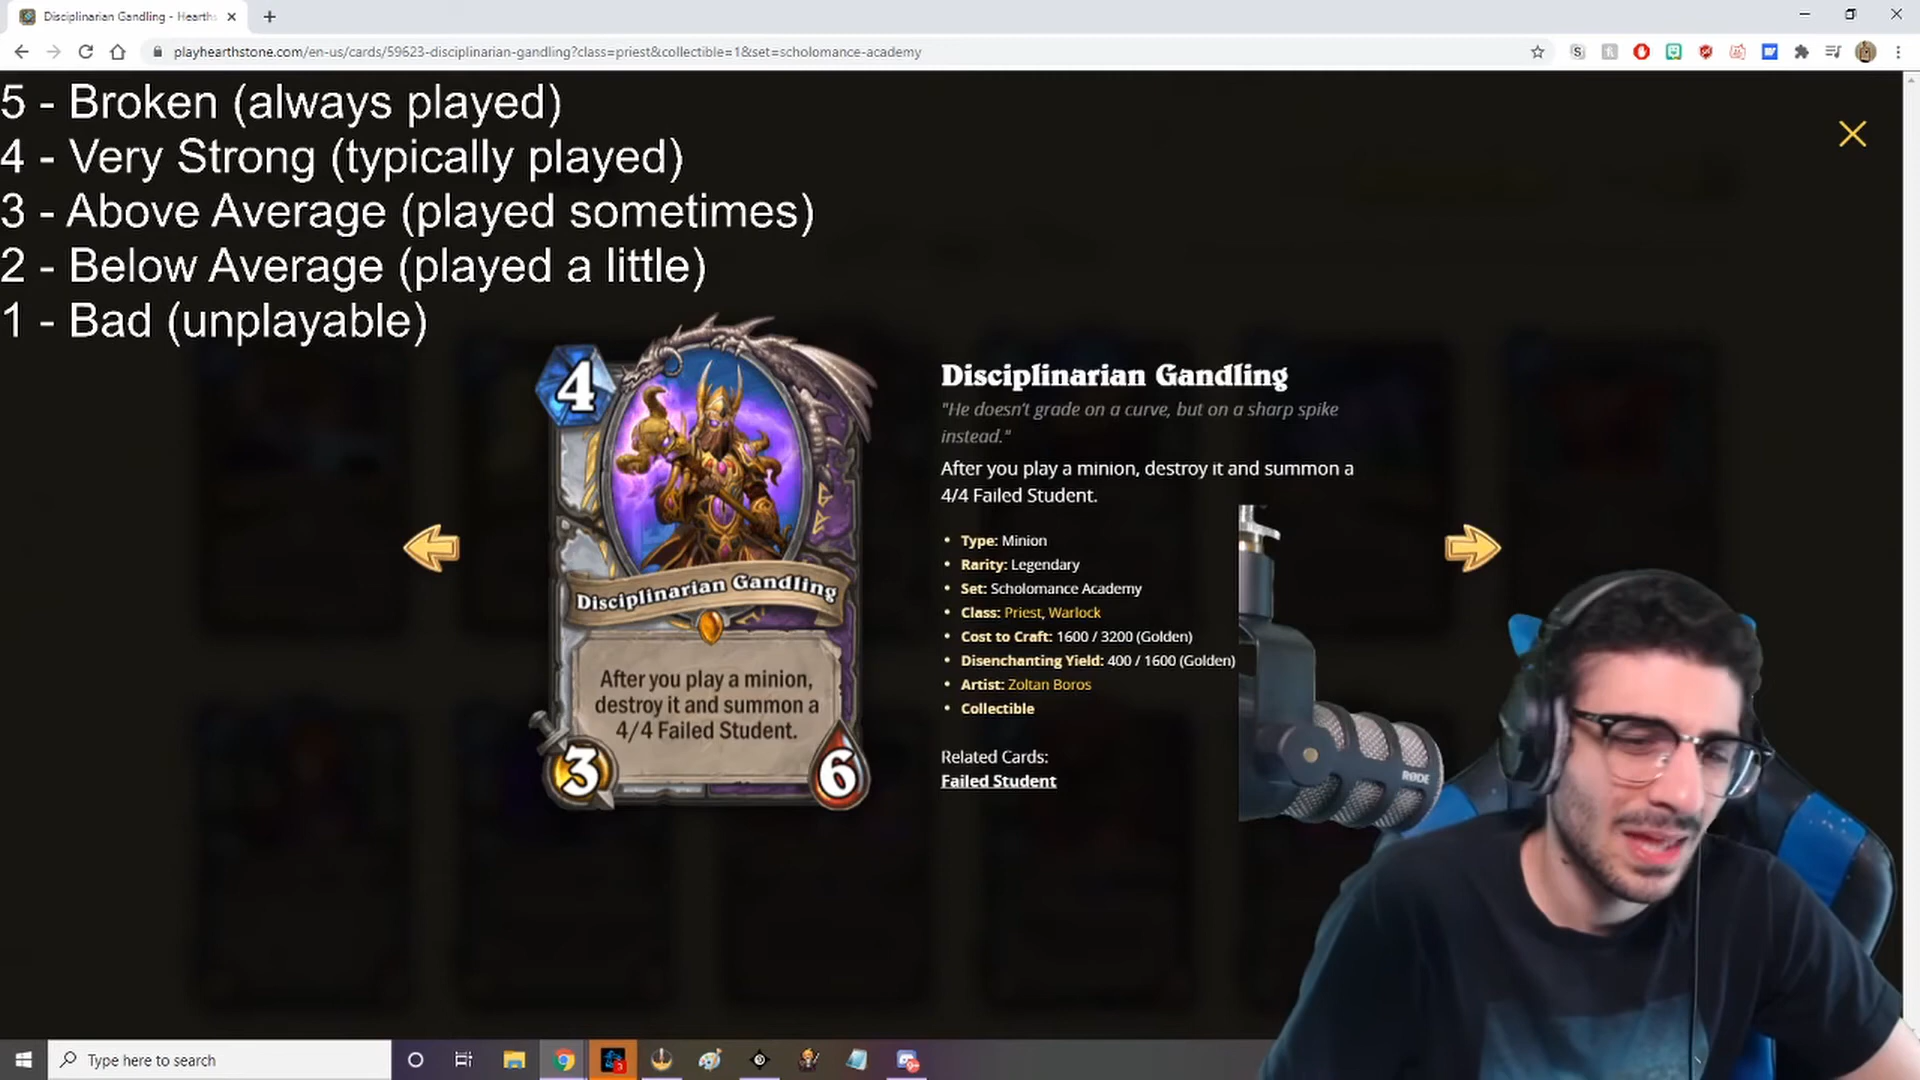 Disciplinarian Gandling - Hearths
playhearthstone.com/en-us/cards/59623-disciplinarian-gandling?class=priest&collectible=1&set=scholomance-academy
5 - Broken (always played)
4 - Very Strong (typically played)
3 - Above Average (played sometimes)
2 - Below Average (played a little)
1 - Bad (unplayable)
4
Disciplinarian Gandling
After you play a minion,
destroy it and summon a
4/4 Failed Student.
3
6
Disciplinarian Gandling
"He doesn't grade on a curve, but on a sharp spike
instead."
After you play a minion, destroy it and summon a
4/4 Failed Student.
• Type: Minion
• Rarity: Legendary
• Set: Scholomance Academy
• Class: Priest, Warlock
• Cost to Craft: 1600 / 3200 (Golden)
• Disenchanting Yield: 400 / 1600 (Golden)
• Artist: Zoltan Boros
• Collectible
Related Cards:
Failed Student
RØDE
Type here to search
3